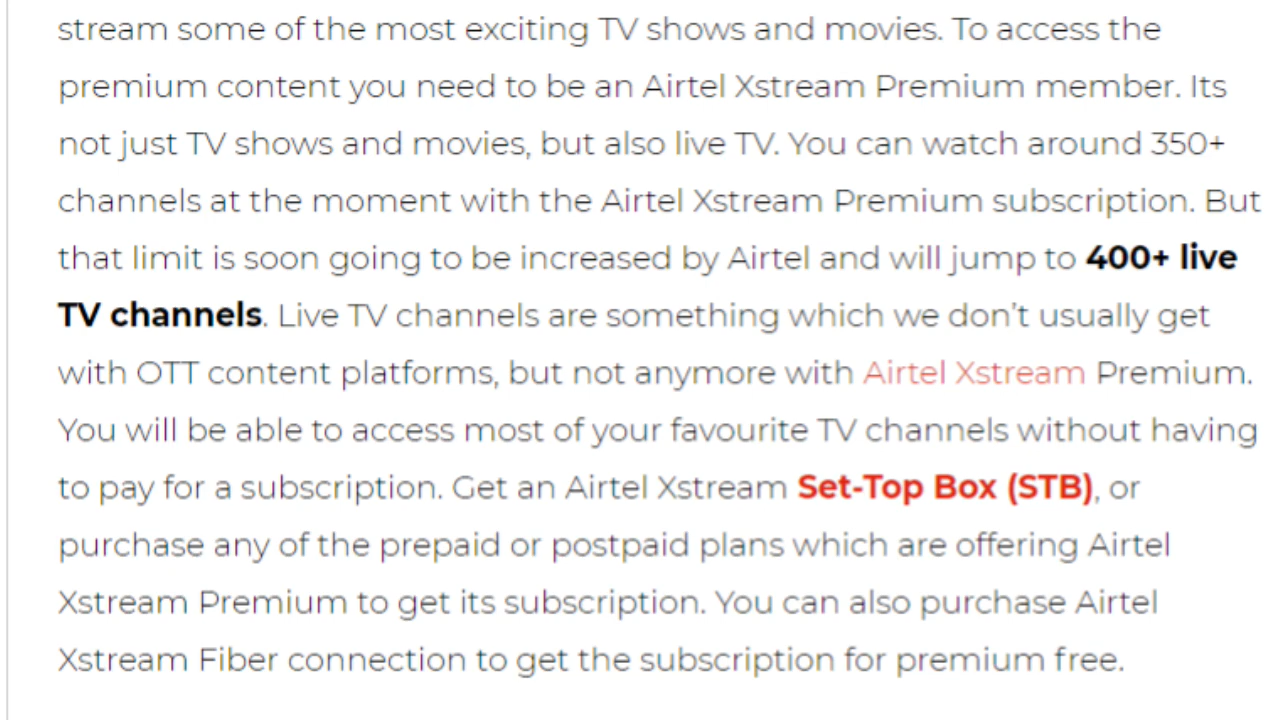 stream some of the most exciting TV shows and movies. To access the
premium content you need to be an Airtel Xstream Premium member. Its
not just TV shows and movies, but also live TV. You can watch around 350+
channels at the moment with the Airtel Xstream Premium subscription. But
that limit is soon going to be increased by Airtel and will jump to 400+ live
TV channels. Live TV channels are something which we don’t usually get
with OTT content platforms, but not anymore with Airtel Xstream Premium.
You will be able to access most of your favourite TV channels without having
to pay for a subscription. Get an Airtel Xstream Set-Top Box (STB), or
purchase any of the prepaid or postpaid plans which are offering Airtel
Xstream Premium to get its subscription. You can also purchase Airtel
Xstream Fiber connection to get the subscription for premium free.